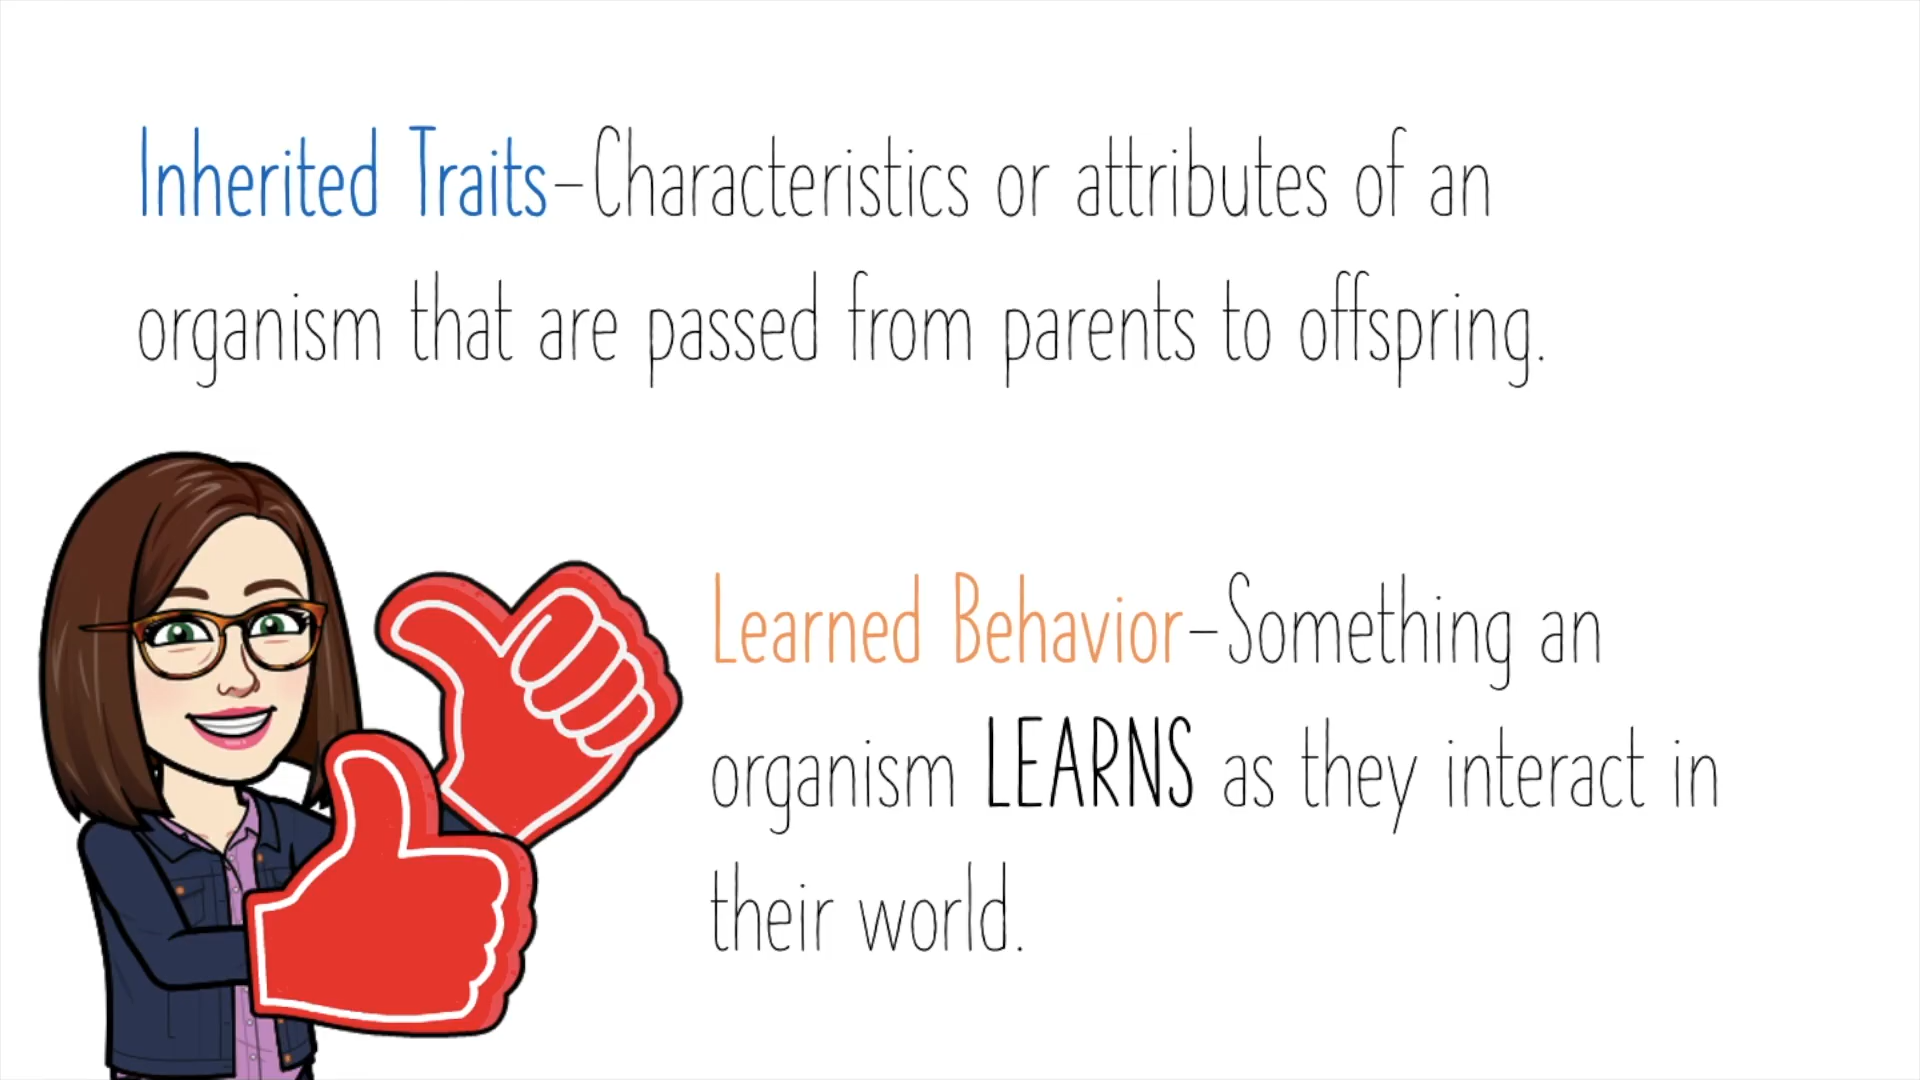 Inherited Traits-Characteristics or attributes of an
organism that are passed from parents to offspring.
Learned Behavior-Something an
organism LEARNS as they interact in
their world.